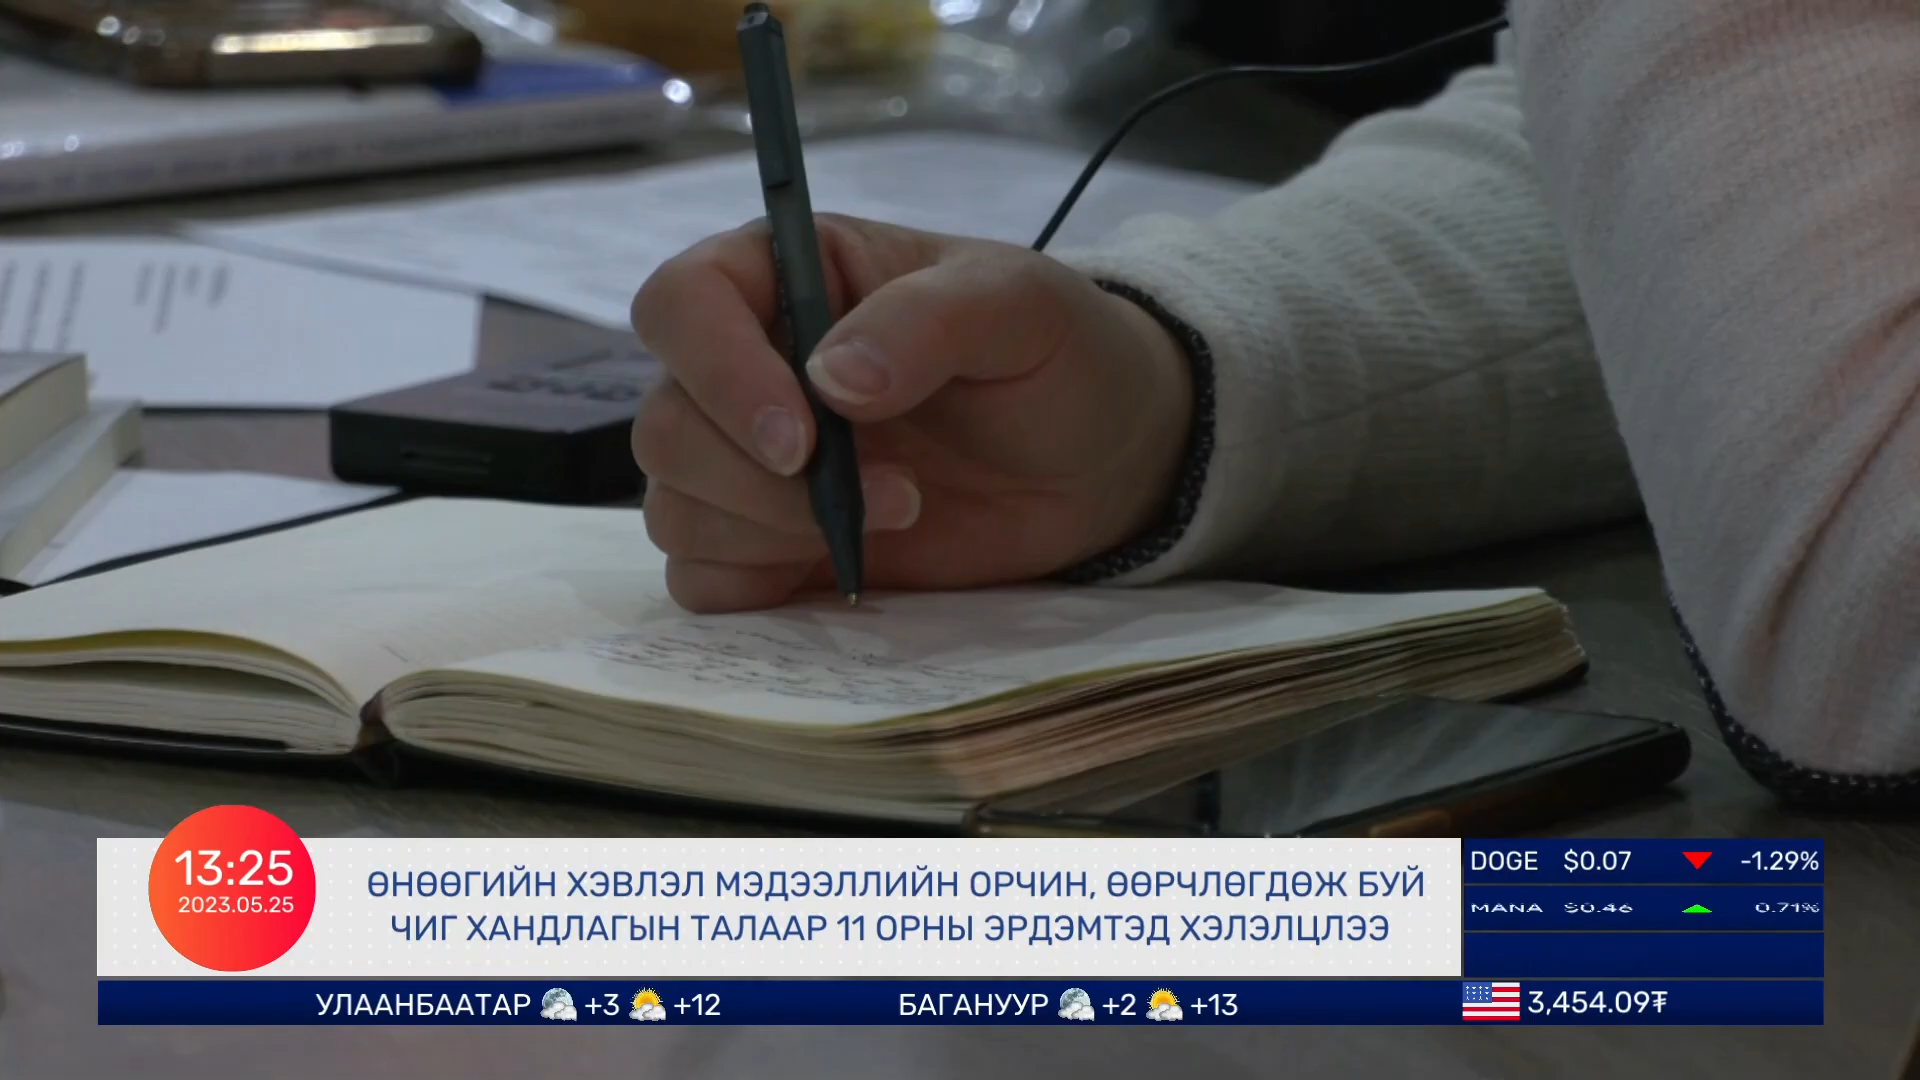 13:25
2023.05.25
ӨНӨӨГИЙН ХЭВЛЭЛ МЭДЭЭЛЛИЙН ОРЧИН, ӨӨРЧЛӨГДӨЖ БУЙ
ЧИГ ХАНДЛАГЫН ТАЛААР 11 ОРНЫ ЭРДЭМТЭД ХЭЛЭЛЦЛЭЭ
DOGE $0.07 -1.29%
MANA $0.46 0.71%
УЛААНБААТАР +3 +12 БАГАНУУР +2 +13
3,454.09₮